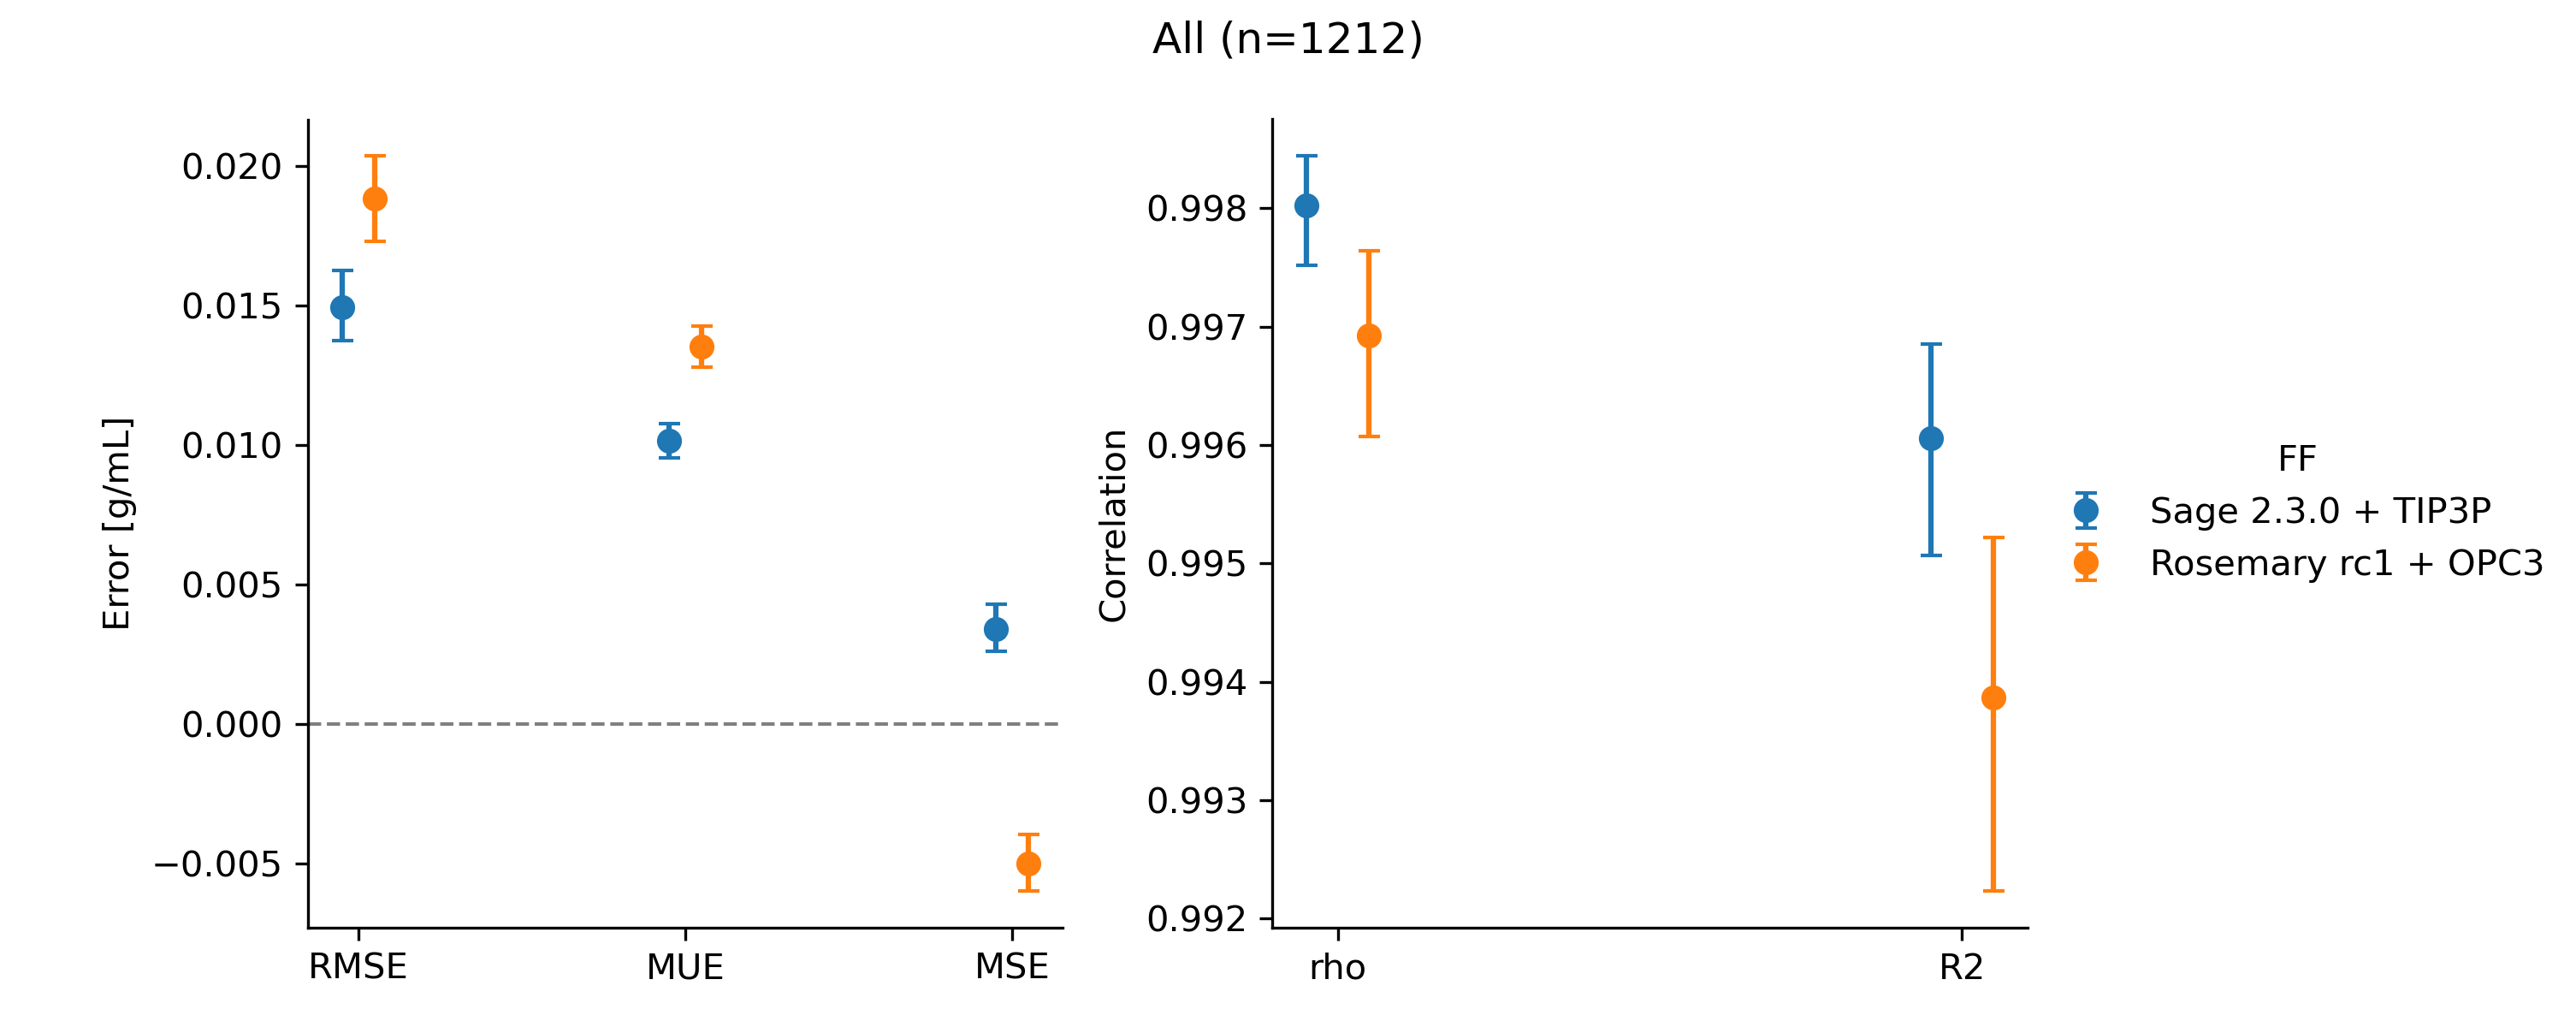 All (n=1212)
Error [g/mL]
0.020
0.015
0.010
0.005
0.000
−0.005
RMSE
MUE
MSE
Correlation
0.998
0.997
0.996
0.995
0.994
0.993
0.992
rho
R2
FF
Sage 2.3.0 + TIP3P
Rosemary rc1 + OPC3